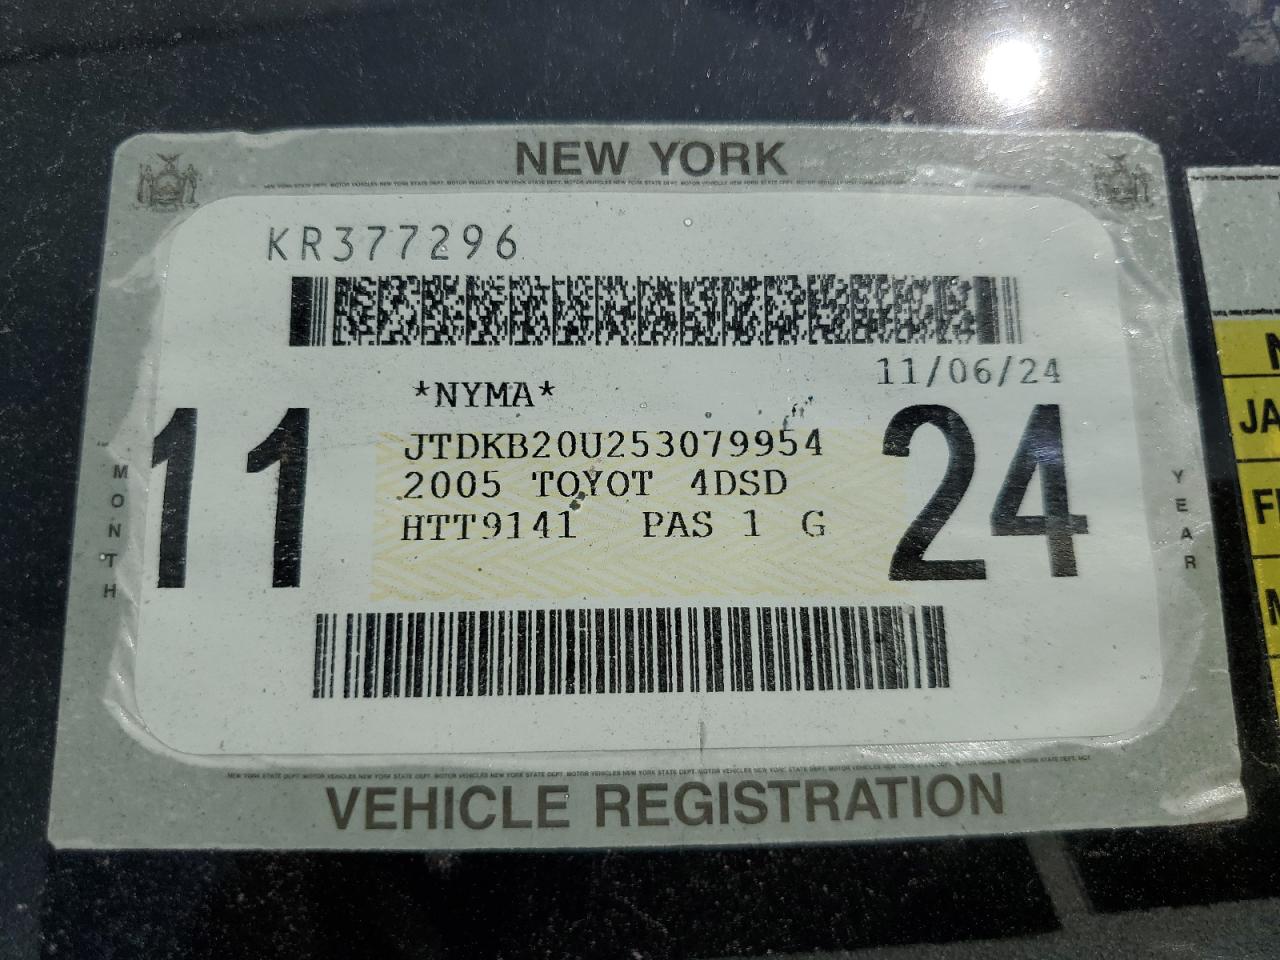 NEW YORK
KR377296
11/06/24
*NYMA*
11
24
JTDKB20U253079954
2005 TOYOT 4DSD
HTT9141 PAS 1 G
MONTH
YEAR
VEHICLE REGISTRATION
N
JA
F
M